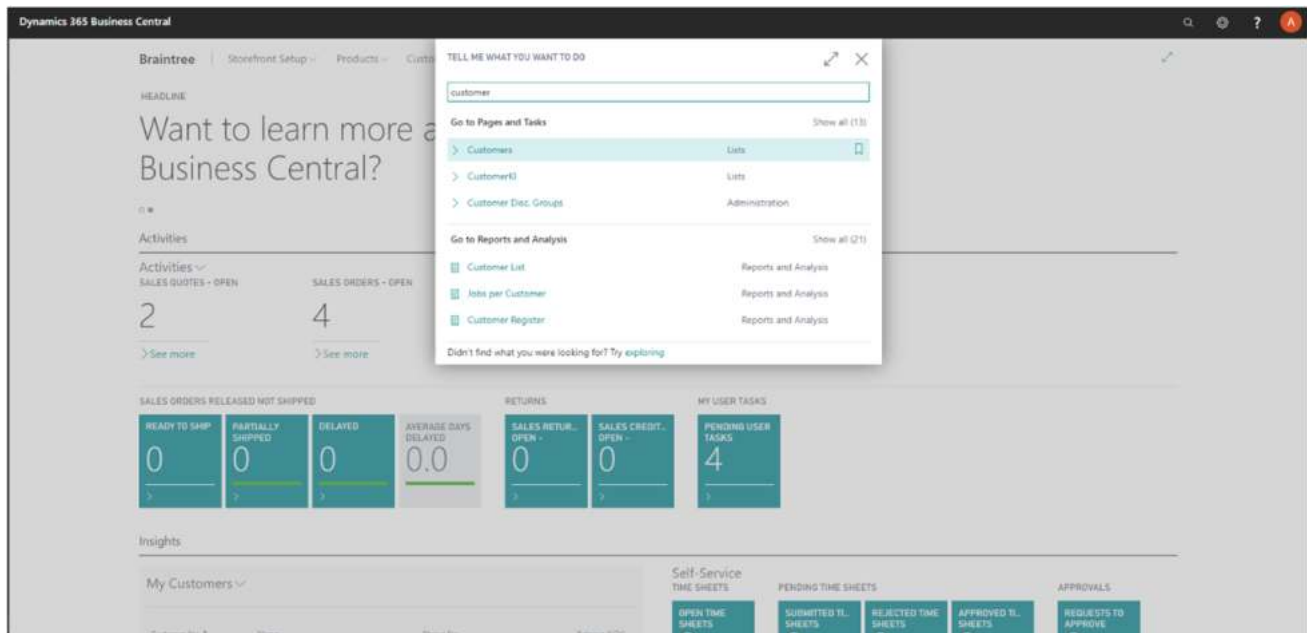 Dynamics 365 Business Central
?
A
Braintree
Storefront Setup
Products
Custo
HEADLINE
Want to learn more a
Business Central?
TELL ME WHAT YOU WANT TO DO
customer
Go to Pages and Tasks
Show all (13)
Customers
Lists
CustomerKI
Lists
Customer Disc. Groups
Administration
Go to Reports and Analysis
Show all (21)
Customer List
Reports and Analysis
Jobs per Customer
Reports and Analysis
Customer Register
Reports and Analysis
Didn't find what you were looking for? Try exploring
Activities
Activities
SALES QUOTES - OPEN
2
See more
SALES ORDERS - OPEN
4
See more
SALES ORDERS RELEASED NOT SHIPPED
READY TO SHIP
0
PARTIALLY
SHIPPED
0
DELAYED
0
AVERAGE DAYS
DELAYED
0.0
RETURNS
SALES RETUR...
OPEN -
0
SALES CREDIT...
OPEN -
0
MY USER TASKS
PENDING USER
TASKS
4
Insights
My Customers
Self-Service
TIME SHEETS
OPEN TIME
SHEETS
PENDING TIME SHEETS
SUBMITTED TI...
SHEETS
REJECTED TIME
SHEETS
APPROVED TI...
SHEETS
APPROVALS
REQUESTS TO
APPROVE